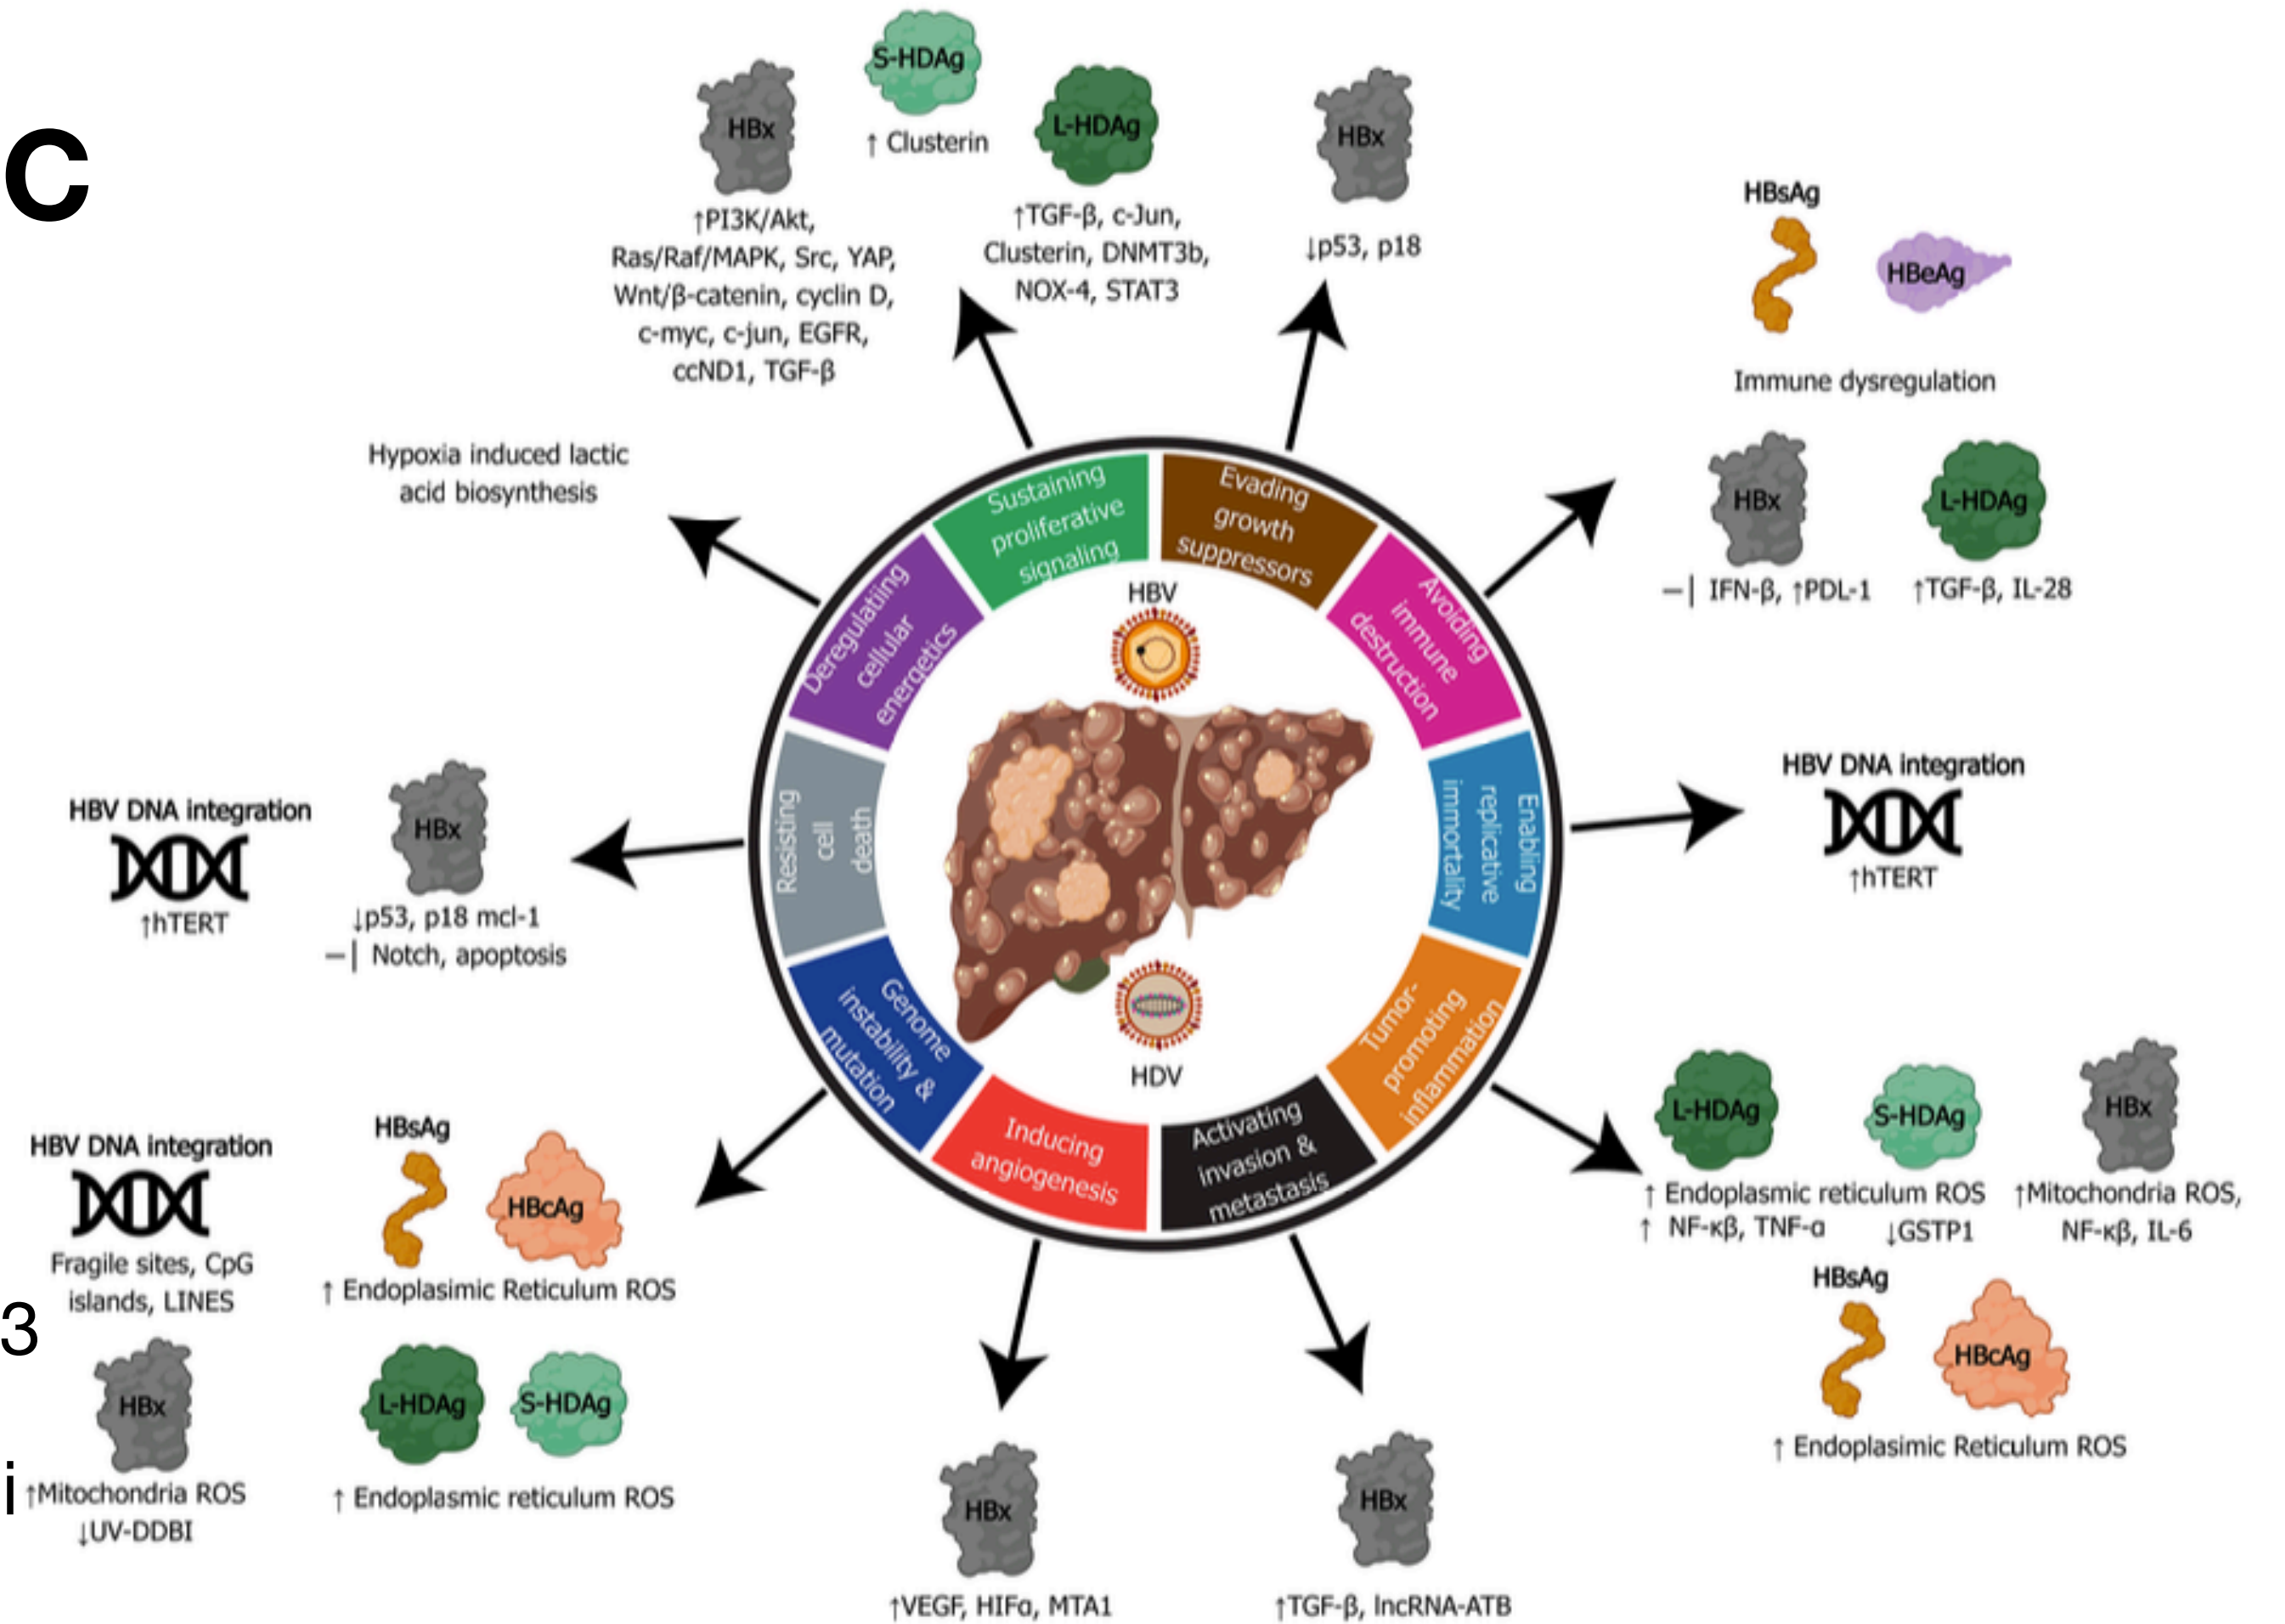 C
S-HDAg
HBx
L-HDAg
HBx
↑ Clusterin
↑PI3K/Akt,
Ras/Raf/MAPK, Src, YAP,
Wnt/β-catenin, cyclin D,
c-myc, c-jun, EGFR,
ccND1, TGF-β
↑TGF-β, c-Jun,
Clusterin, DNMT3b,
NOX-4, STAT3
↓p53, p18
HBsAg
HBeAg
Immune dysregulation
HBx
L-HDAg
—| IFN-β, ↑PDL-1
↑TGF-β, IL-28
Hypoxia induced lactic
acid biosynthesis
Sustaining
proliferative
signaling
Evading
growth
suppressors
Avoiding
immune
destruction
Enabling
replicative
immortality
Tumor-
promoting
inflammation
Activating
invasion &
metastasis
Inducing
angiogenesis
Genome
instability &
mutation
Resisting
cell
death
Deregulatiing
cellular
energetics
HBV
HDV
HBV DNA integration
↑hTERT
HBV DNA integration
↑hTERT
HBx
↓p53, p18 mcl-1
—| Notch, apoptosis
L-HDAg
S-HDAg
HBx
↑ Endoplasmic reticulum ROS
↑ NF-κβ, TNF-α
↓GSTP1
↑Mitochondria ROS,
NF-κβ, IL-6
HBsAg
HBcAg
↑ Endoplasimic Reticulum ROS
HBV DNA integration
Fragile sites, CpG
islands, LINES
HBsAg
HBcAg
↑ Endoplasimic Reticulum ROS
3
HBx
L-HDAg
S-HDAg
i
↑Mitochondria ROS
↓UV-DDBI
↑ Endoplasmic reticulum ROS
HBx
↑VEGF, HIFα, MTA1
HBx
↑TGF-β, lncRNA-ATB